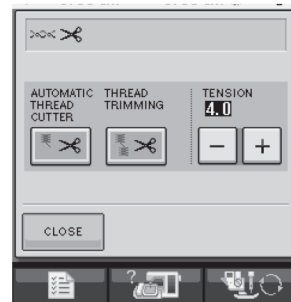 AUTOMATIC THREAD CUTTER
THREAD TRIMMING
TENSION
4.0
− +
CLOSE
?